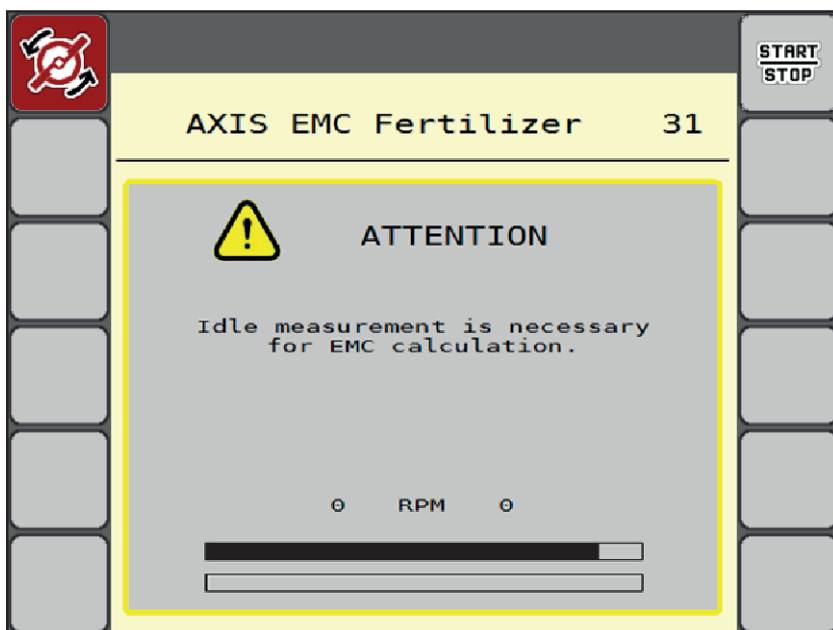 START
STOP
AXIS EMC Fertilizer 31
ATTENTION
Idle measurement is necessary
for EMC calculation.
0 RPM 0